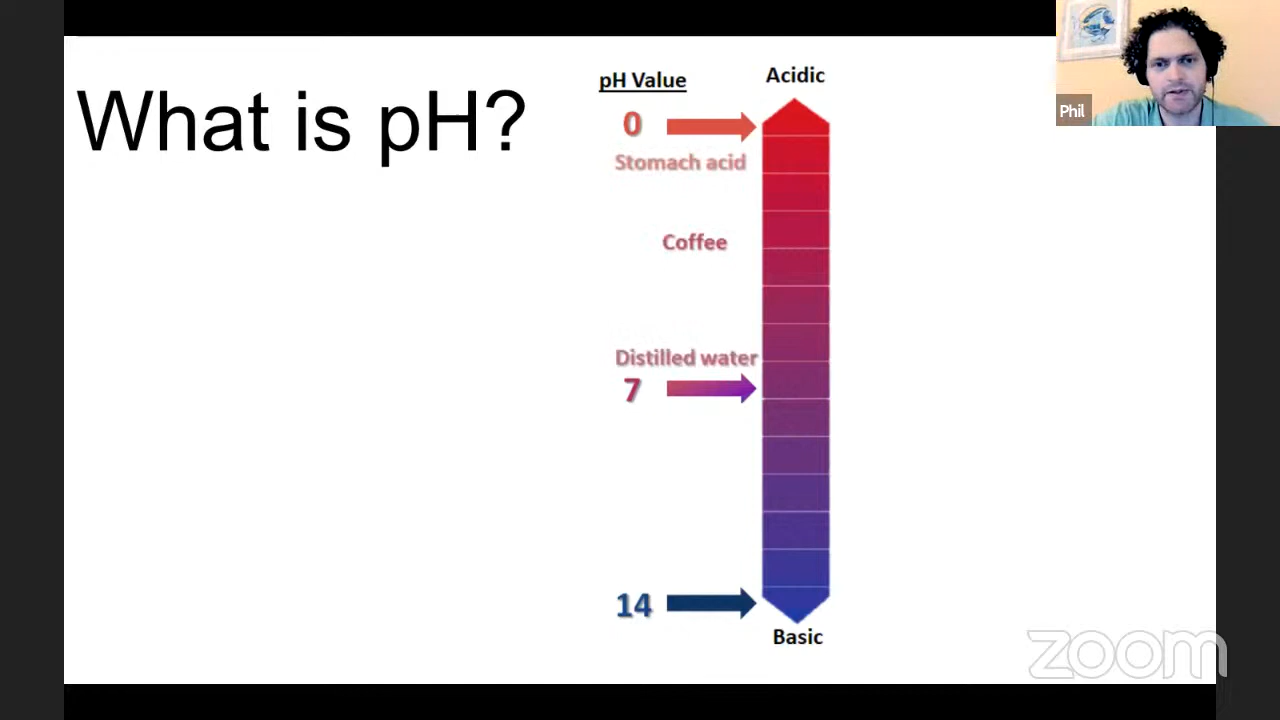 What is pH?
pH Value
Acidic
0
Stomach acid
Coffee
Distilled water
7
14
Basic
Phil
zoom